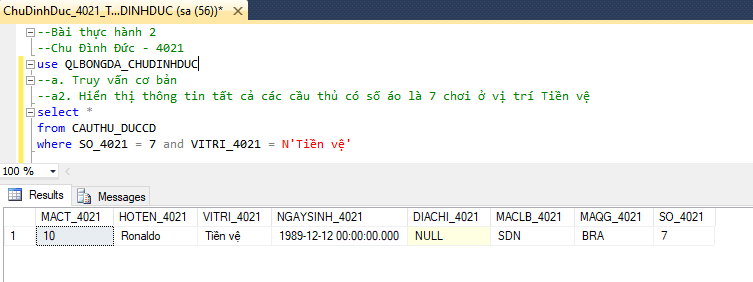 ChuDinhDuc_4021_T...DINHDUC (sa (56))*
--Bài thực hành 2
--Chu Đình Đức - 4021
use QLBONGDA_CHUDINHDUC
--a. Truy vấn cơ bản
--a2. Hiển thị thông tin tất cả các cầu thủ có số áo là 7 chơi ở vị trí Tiền vệ
select *
from CAUTHU_DUCCD
where SO_4021 = 7 and VITRI_4021 = N'Tiền vệ'
100 %
Results Messages
MACT_4021 HOTEN_4021 VITRI_4021 NGAYSINH_4021 DIACHI_4021 MACLB_4021 MAQG_4021 SO_4021
1 10 Ronaldo Tiền vệ 1989-12-12 00:00:00.000 NULL SDN BRA 7